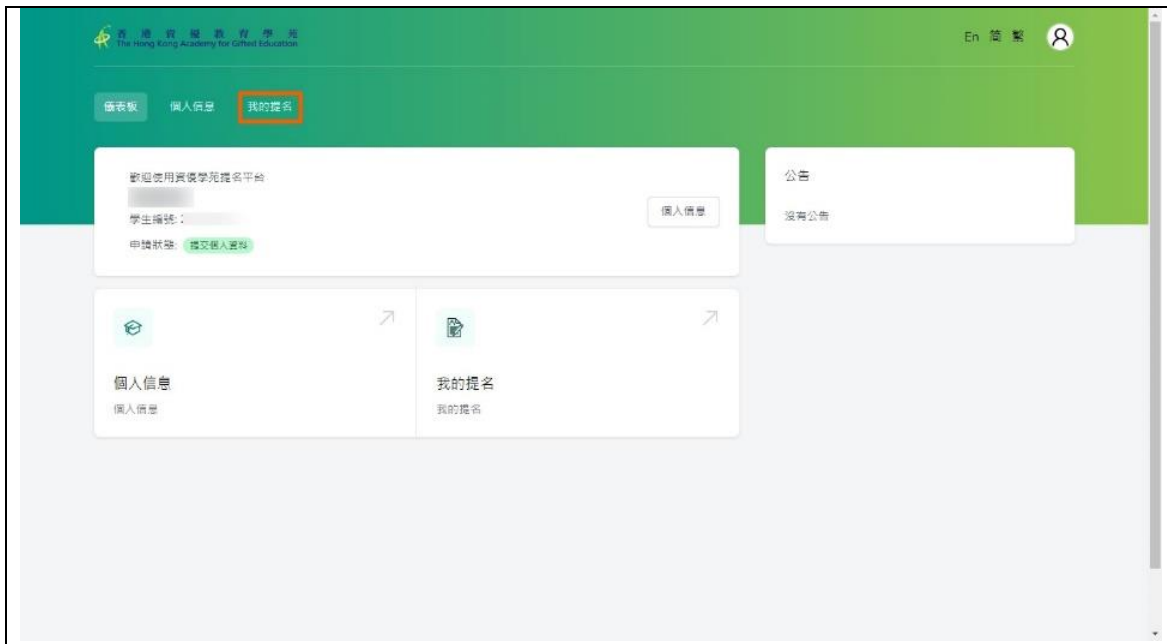 香港資優教育學苑
The Hong Kong Academy for Gifted Education
En 简 繁
儀表板 個人信息 我的提名
歡迎使用資優學苑提名平台
學生編號:
申請狀態: 提交個人資料
個人信息
公告
沒有公告
個人信息
個人信息
我的提名
我的提名